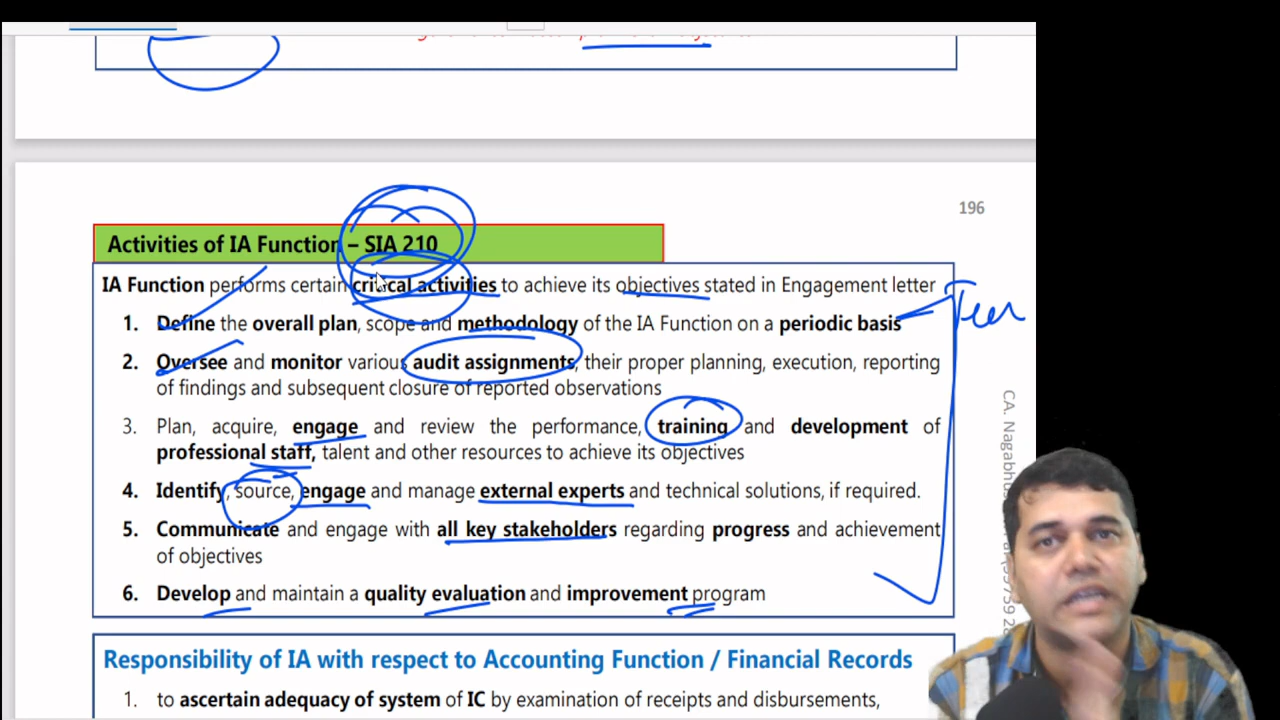 196
Activities of IA Function – SIA 210
IA Function performs certain critical activities to achieve its objectives stated in Engagement letter
1. Define the overall plan, scope and methodology of the IA Function on a periodic basis
2. Oversee and monitor various audit assignments, their proper planning, execution, reporting
of findings and subsequent closure of reported observations
3. Plan, acquire, engage and review the performance, training and development of
professional staff, talent and other resources to achieve its objectives
4. Identify, source, engage and manage external experts and technical solutions, if required.
5. Communicate and engage with all key stakeholders regarding progress and achievement
of objectives
6. Develop and maintain a quality evaluation and improvement program
Responsibility of IA with respect to Accounting Function / Financial Records
1. to ascertain adequacy of system of IC by examination of receipts and disbursements,
CA.